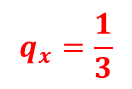 qₓ = 1/3